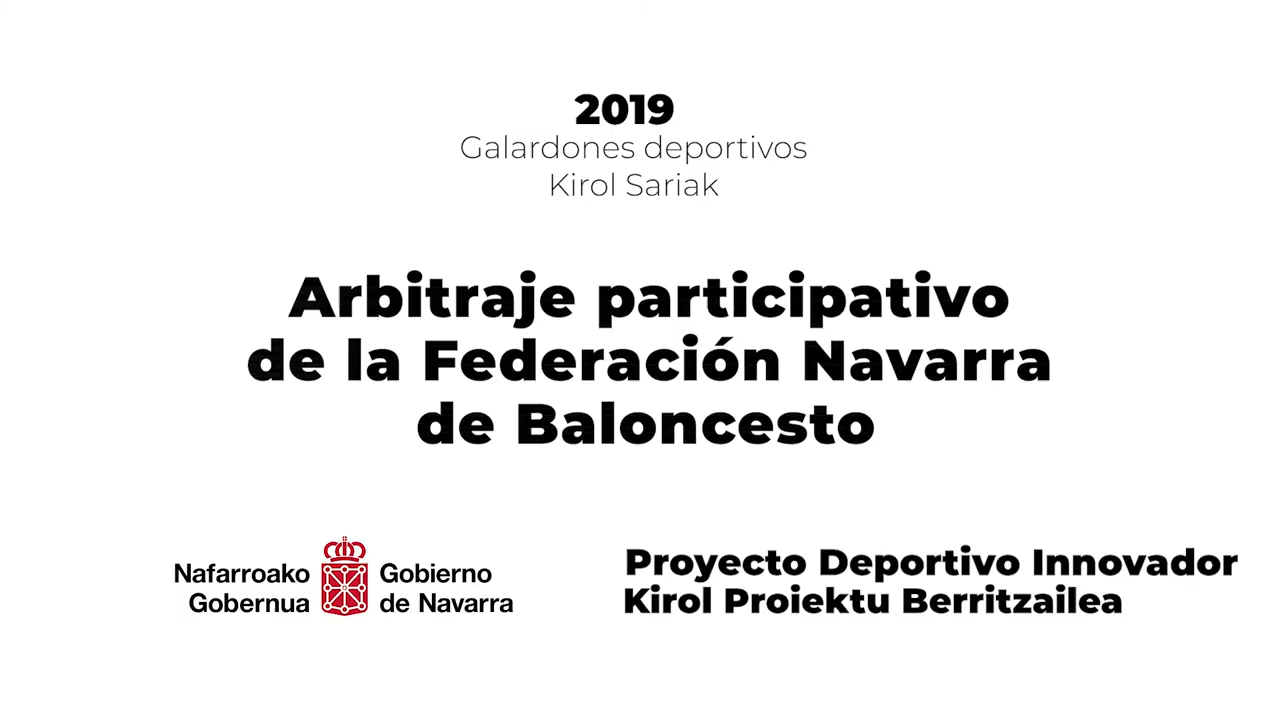 2019
Galardones deportivos
Kirol Sariak
Arbitraje participativo
de la Federación Navarra
de Baloncesto
Nafarroako
Gobernua
Gobierno
de Navarra
Proyecto Deportivo Innovador
Kirol Proiektu Berritzailea